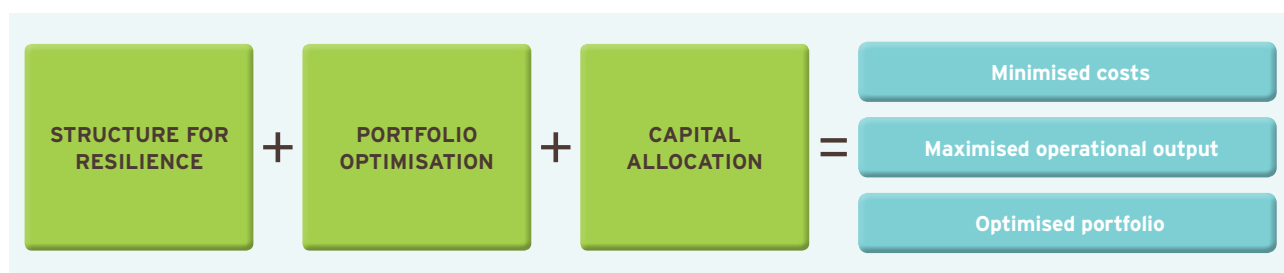 STRUCTURE FOR
RESILIENCE
+
PORTFOLIO
OPTIMISATION
+
CAPITAL
ALLOCATION
=
Minimised costs
Maximised operational output
Optimised portfolio